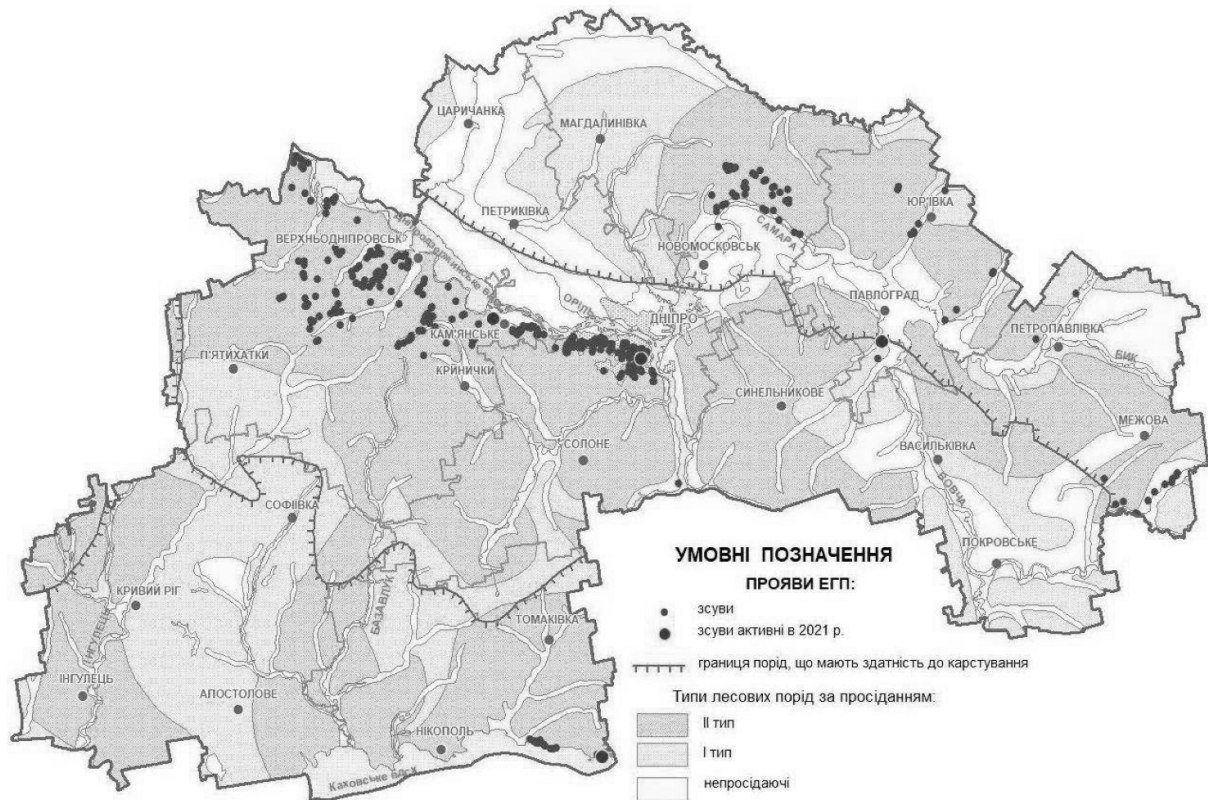 ЦАРИЧАНКА
МАГДАЛИНІВКА
ПЕТРИКІВКА
ЮР'ЇВКА
САМАРА
ВЕРХНЬОДНІПРОВСЬК
НОВОМОСКОВСЬК
ОРІЛЬ
ПАВЛОГРАД
ДНІПРО
КАМ'ЯНСЬКЕ
ПЕТРОПАВЛІВКА
БИК
П'ЯТИХАТКИ
КРИНИЧКИ
СИНЕЛЬНИКОВЕ
МЕЖОВА
СОЛОНЕ
ВАСИЛЬКІВКА
ВОВЧА
СОФІЇВКА
ПОКРОВСЬКЕ
КРИВИЙ РІГ
БАЗАВЛУК
ТОМАКІВКА
ІНГУЛЕЦЬ
ІНГУЛЕЦЬ
АПОСТОЛОВЕ
НІКОПОЛЬ
Каховське вдсх
УМОВНІ ПОЗНАЧЕННЯ
ПРОЯВИ ЕГП:
зсуви
зсуви активні в 2021 р.
границя порід, що мають здатність до карстування
Типи лесових порід за просіданням:
ІІ тип
І тип
непросідаючі